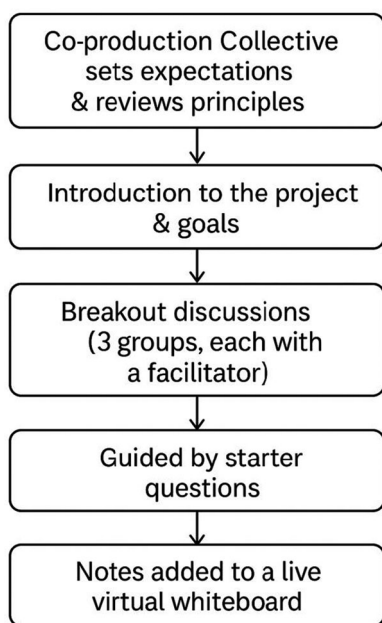 Co-production Collective
sets expectations
& reviews principles
Introduction to the project
& goals
Breakout discussions
(3 groups, each with
a facilitator)
Guided by starter
questions
Notes added to a live
virtual whiteboard